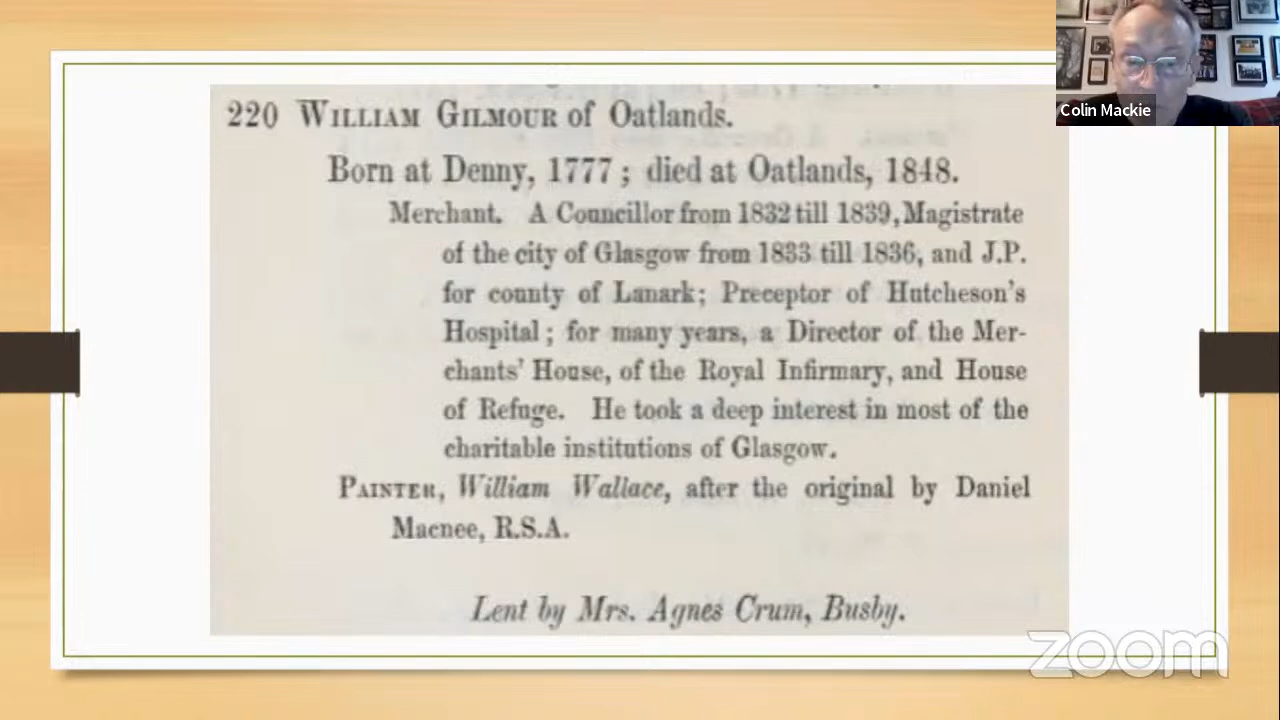 220 WILLIAM GILMOUR of Oatlands.
Born at Denny, 1777; died at Oatlands, 1848.
Merchant. A Councillor from 1832 till 1839, Magistrate
of the city of Glasgow from 1833 till 1836, and J.P.
for county of Lanark; Preceptor of Hutcheson's
Hospital; for many years, a Director of the Mer-
chants' House, of the Royal Infirmary, and House
of Refuge. He took a deep interest in most of the
charitable institutions of Glasgow.
PAINTER, William Wallace, after the original by Daniel
Macnee, R.S.A.
Lent by Mrs. Agnes Crum, Busby.
Colin Mackie
zoom